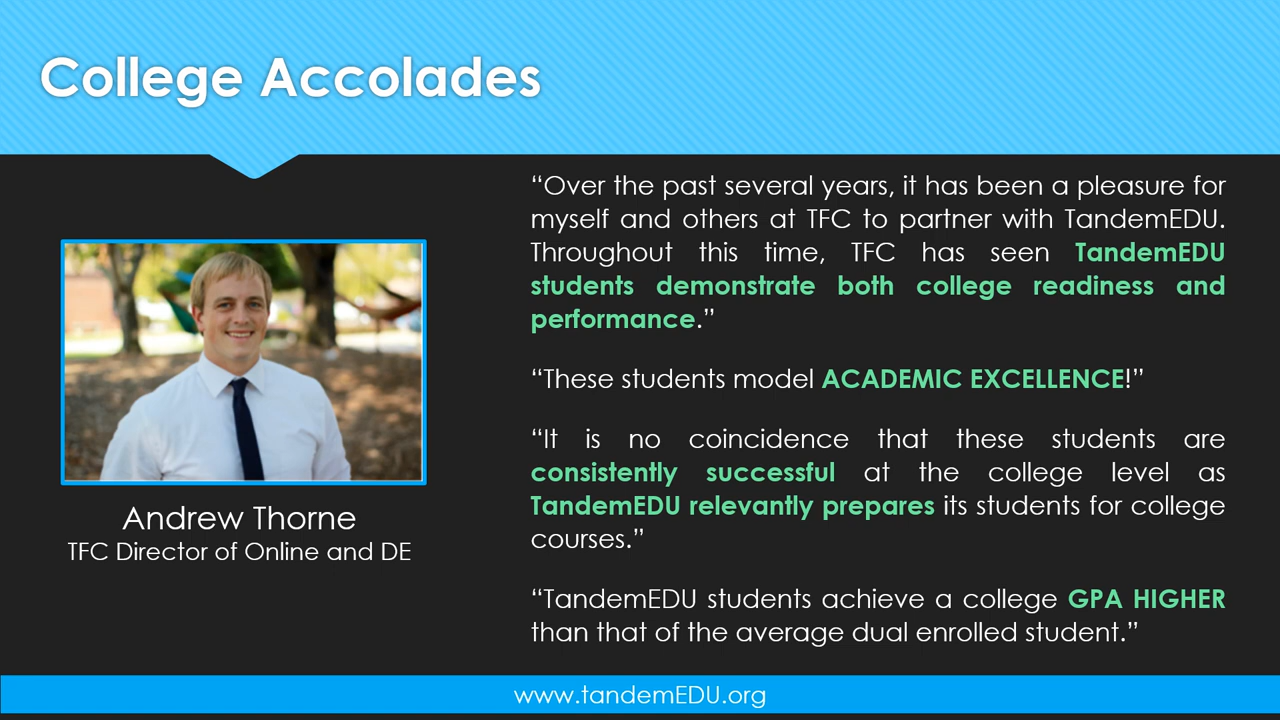 College Accolades
Andrew Thorne
TFC Director of Online and DE
“Over the past several years, it has been a pleasure for
myself and others at TFC to partner with TandemEDU.
Throughout this time, TFC has seen TandemEDU
students demonstrate both college readiness and
performance.”
“These students model ACADEMIC EXCELLENCE!”
“It is no coincidence that these students are
consistently successful at the college level as
TandemEDU relevantly prepares its students for college
courses.”
“TandemEDU students achieve a college GPA HIGHER
than that of the average dual enrolled student.”
www.tandemEDU.org